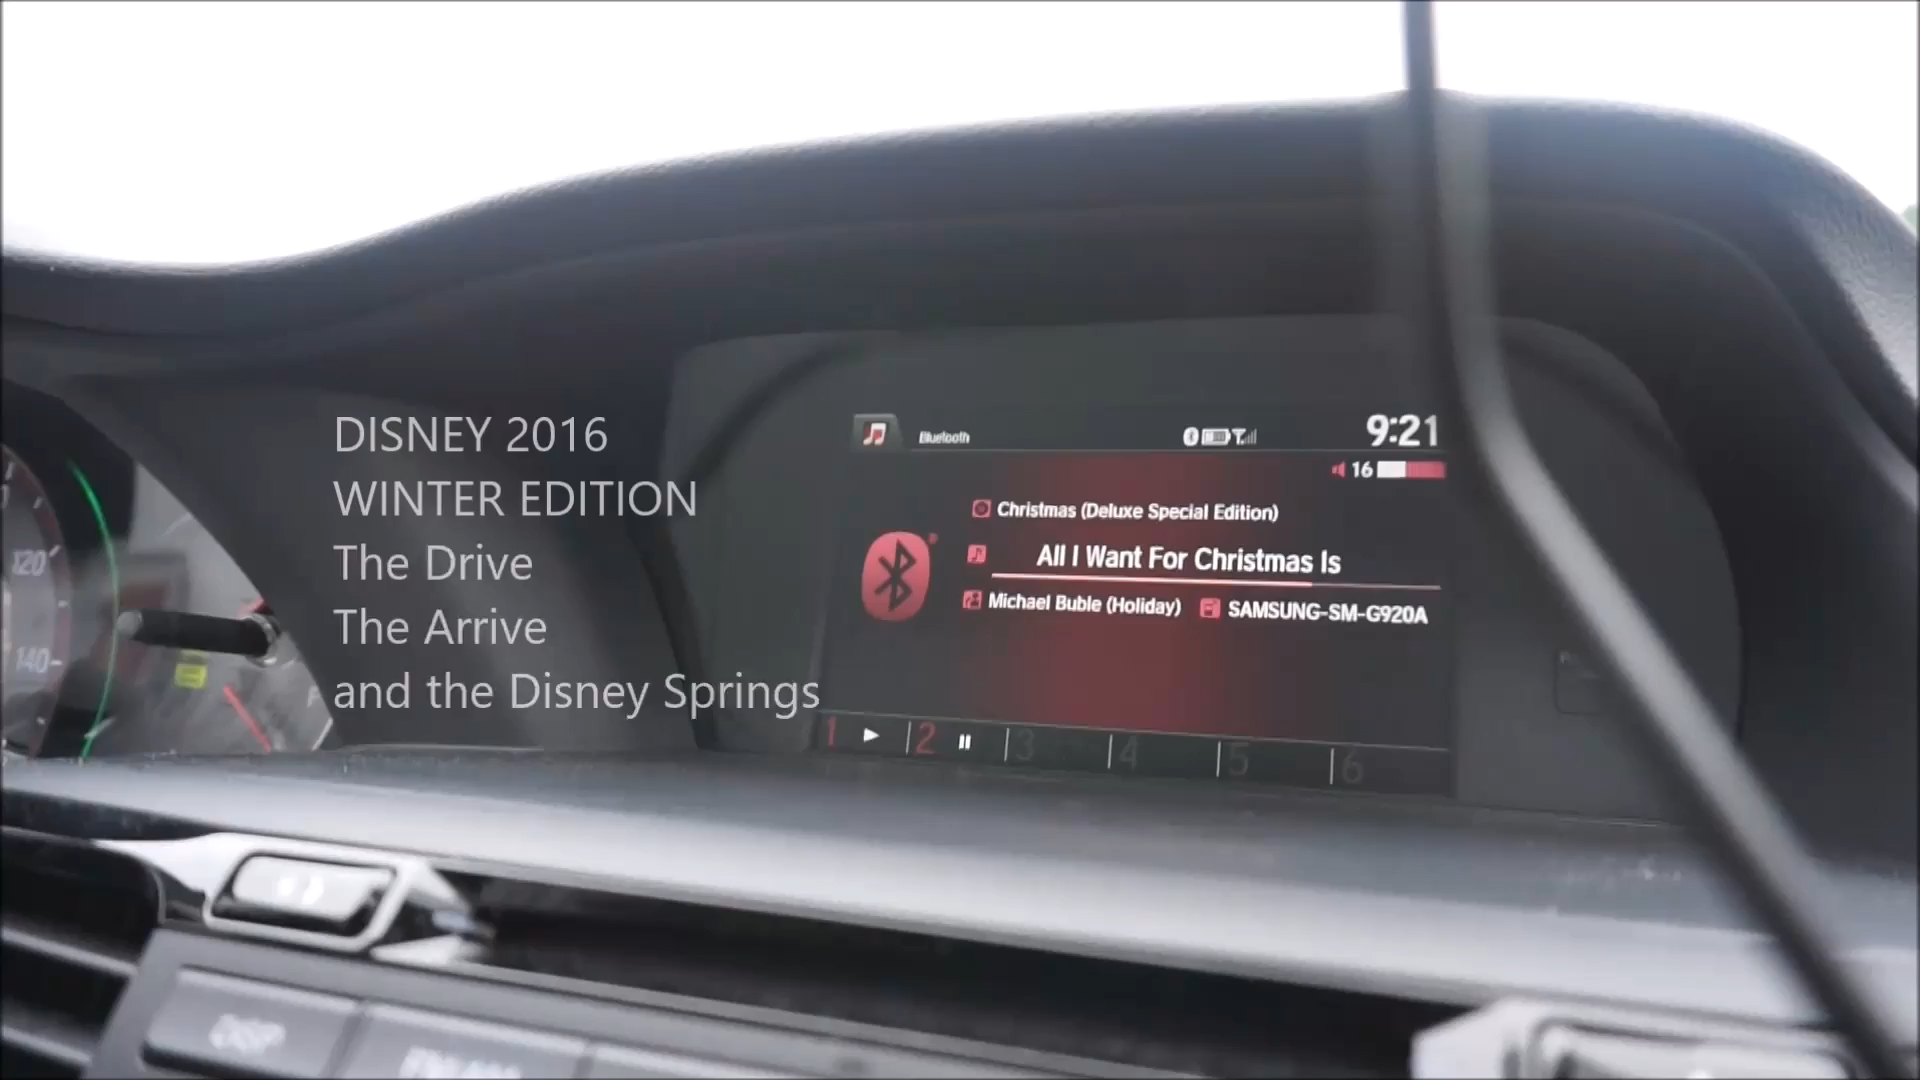 DISNEY 2016
WINTER EDITION
The Drive
The Arrive
and the Disney Springs
Bluetooth
9:21
16
Christmas (Deluxe Special Edition)
All I Want For Christmas Is
Michael Buble (Holiday) SAMSUNG-SM-G920A
1 2 3 4 5 6
120
140
DISP